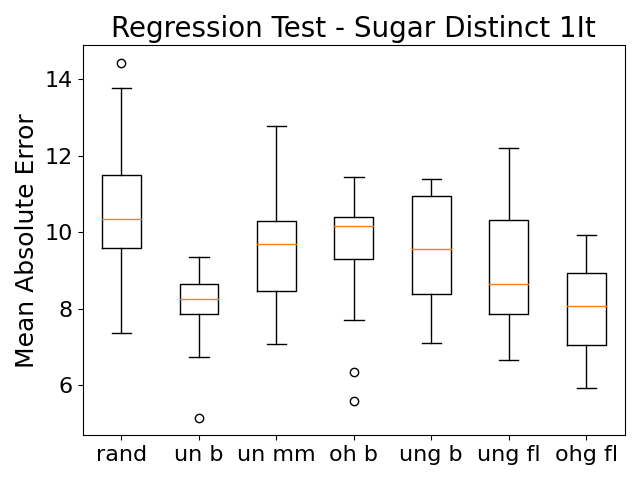 Regression Test - Sugar Distinct 1It
Mean Absolute Error
14
12
10
8
6
rand un b un mm oh b ung b ung fl ohg fl